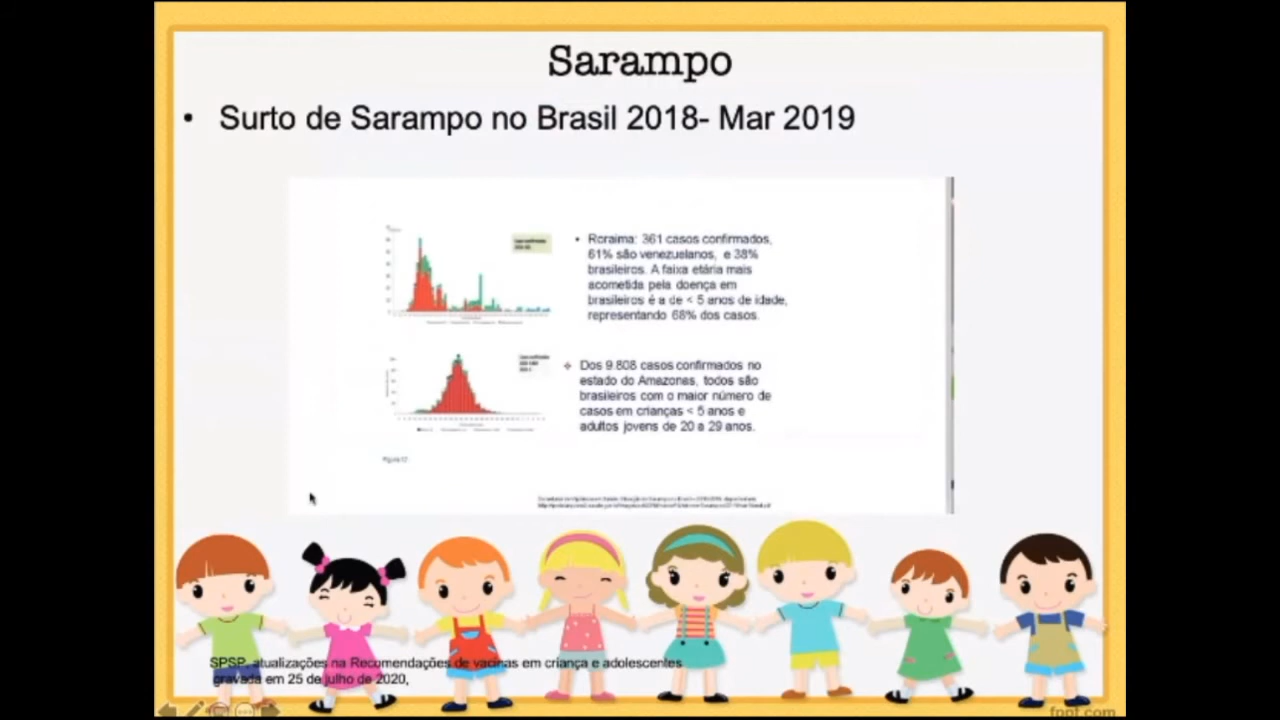 Sarampo
• Surto de Sarampo no Brasil 2018- Mar 2019
• Roraima: 361 casos confirmados,
61% são venezuelanos, e 38%
brasileiros. A faixa etária mais
acometida pela doença em
brasileiros é a de < 5 anos de idade,
representando 68% dos casos.
Dos 9.808 casos confirmados no
estado do Amazonas, todos são
brasileiros com o maior número de
casos em crianças < 5 anos e
adultos jovens de 20 a 29 anos.
SPSP, atualizações na Recomendações de vacinas em criança e adolescentes
gravada em 25 de julho de 2020,
fppt.com